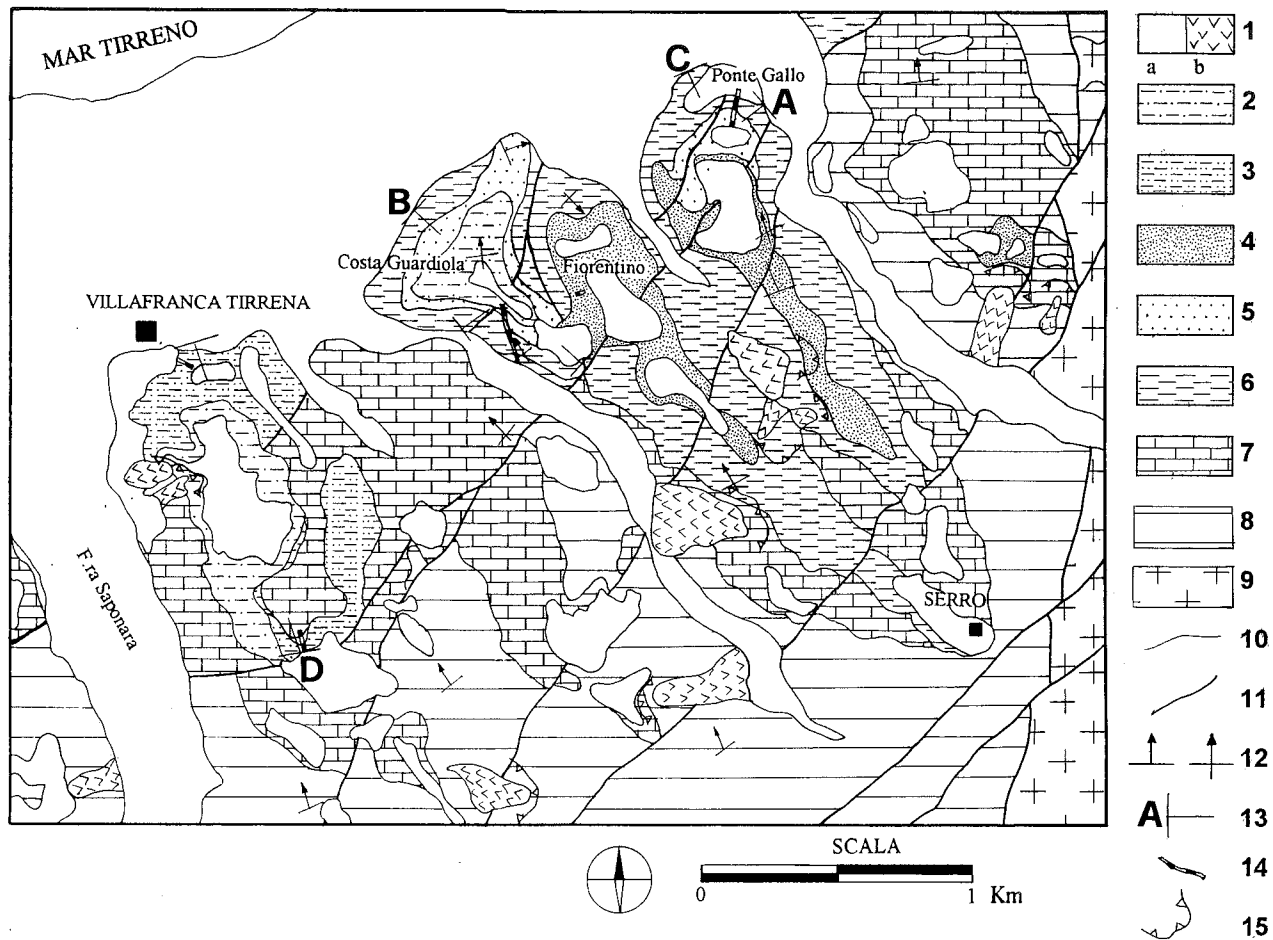 MAR TIRRENO
C
Ponte Gallo
A
B
Costa Guardiola
Fiorentino
VILLAFRANCA TIRRENA
F.ra Saponara
SERRO
D
1
a b
2
3
4
5
6
7
8
9
10
11
12
A 13
14
15
SCALA
0 1 Km